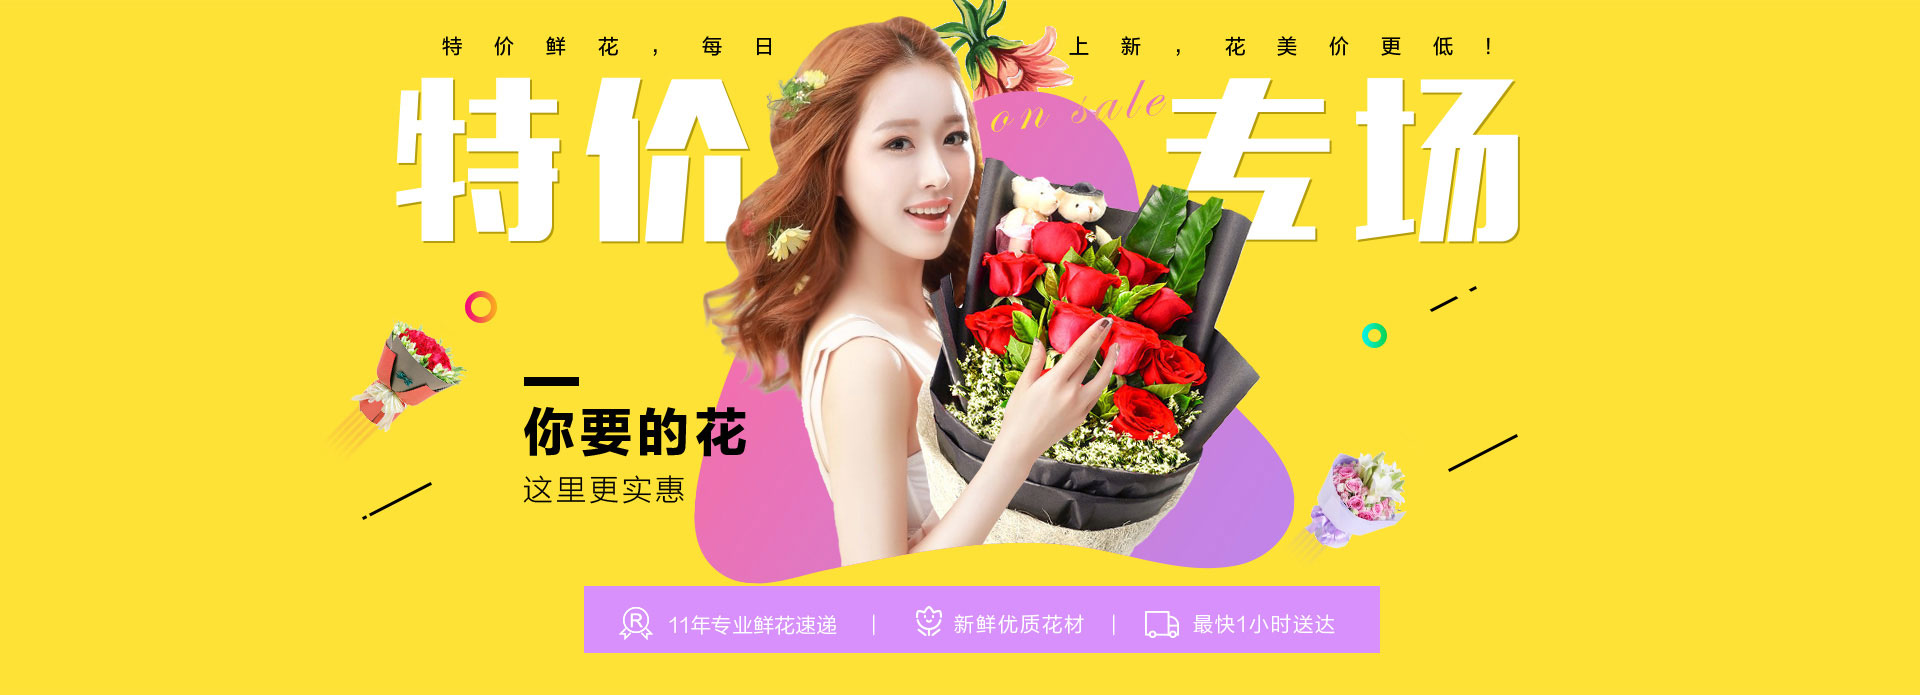 特价鲜花，每日上新，花美价更低！
特价专场
on sale
你要的花
这里更实惠
R 11年专业鲜花速递 | 新鲜优质花材 | 最快1小时送达